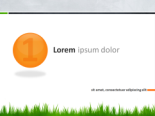 1
Lorem ipsum dolor
sit amet, consectetuer adipiscing elit